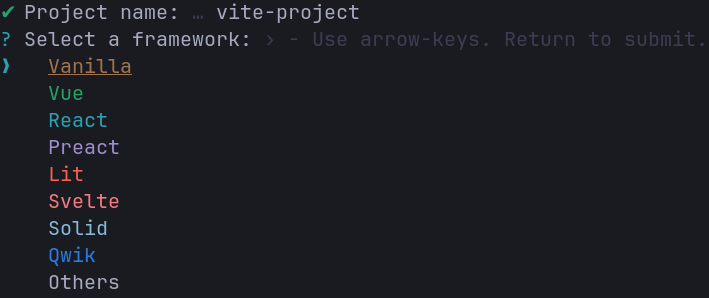 ✔ Project name: … vite-project
? Select a framework: › - Use arrow-keys. Return to submit.
❯ Vanilla
Vue
React
Preact
Lit
Svelte
Solid
Qwik
Others